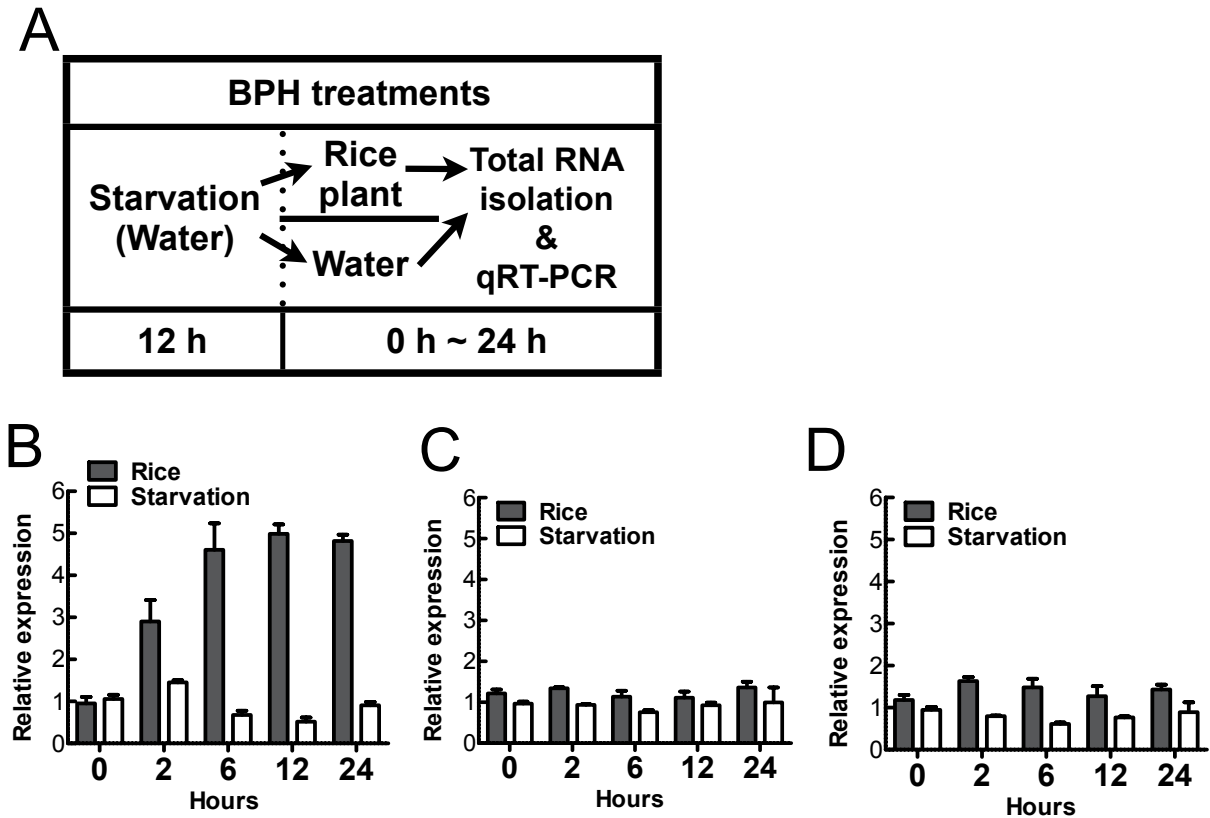 A
BPH treatments
Starvation
(Water)
Rice
plant
Water
Total RNA
isolation
&
qRT-PCR
12 h
0 h ~ 24 h
B
Rice
Starvation
Relative expression
6
5
4
3
2
1
0
0 2 6 12 24
Hours
C
Rice
Starvation
Relative expression
6
5
4
3
2
1
0
0 2 6 12 24
Hours
D
Rice
Starvation
Relative expression
6
5
4
3
2
1
0
0 2 6 12 24
Hours